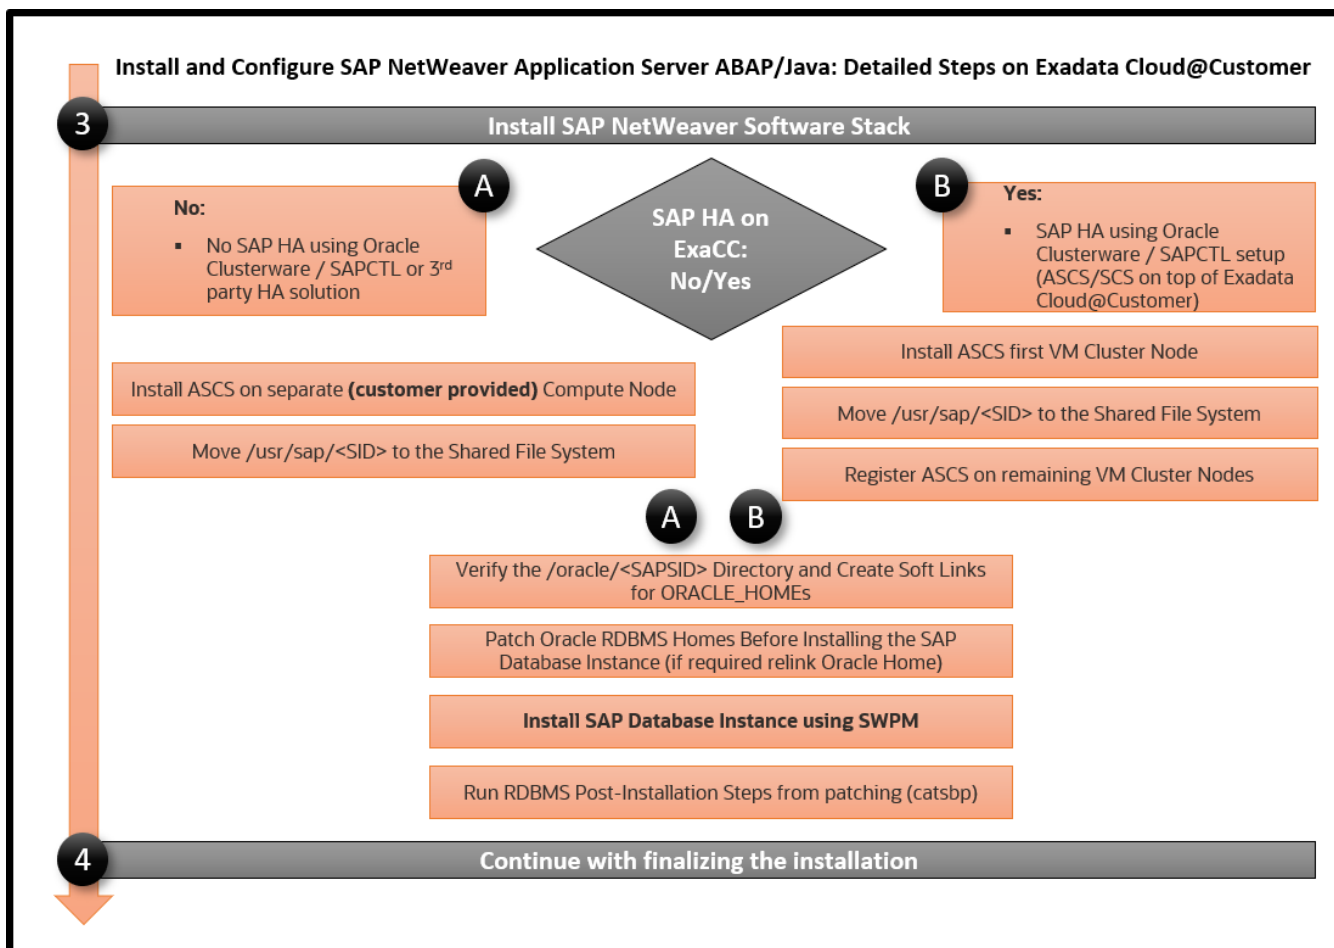 Install and Configure SAP NetWeaver Application Server ABAP/Java: Detailed Steps on Exadata Cloud@Customer
3
Install SAP NetWeaver Software Stack
A
No:
▪ No SAP HA using Oracle
Clusterware / SAPCTL or 3rd
party HA solution
SAP HA on
ExaCC:
No/Yes
B
Yes:
▪ SAP HA using Oracle
Clusterware / SAPCTL setup
(ASCS/SCS on top of Exadata
Cloud@Customer)
Install ASCS on separate (customer provided) Compute Node
Move /usr/sap/<SID> to the Shared File System
Install ASCS first VM Cluster Node
Move /usr/sap/<SID> to the Shared File System
Register ASCS on remaining VM Cluster Nodes
A
B
Verify the /oracle/<SAPSID> Directory and Create Soft Links
for ORACLE_HOMEs
Patch Oracle RDBMS Homes Before Installing the SAP
Database Instance (if required relink Oracle Home)
Install SAP Database Instance using SWPM
Run RDBMS Post-Installation Steps from patching (catsbp)
4
Continue with finalizing the installation